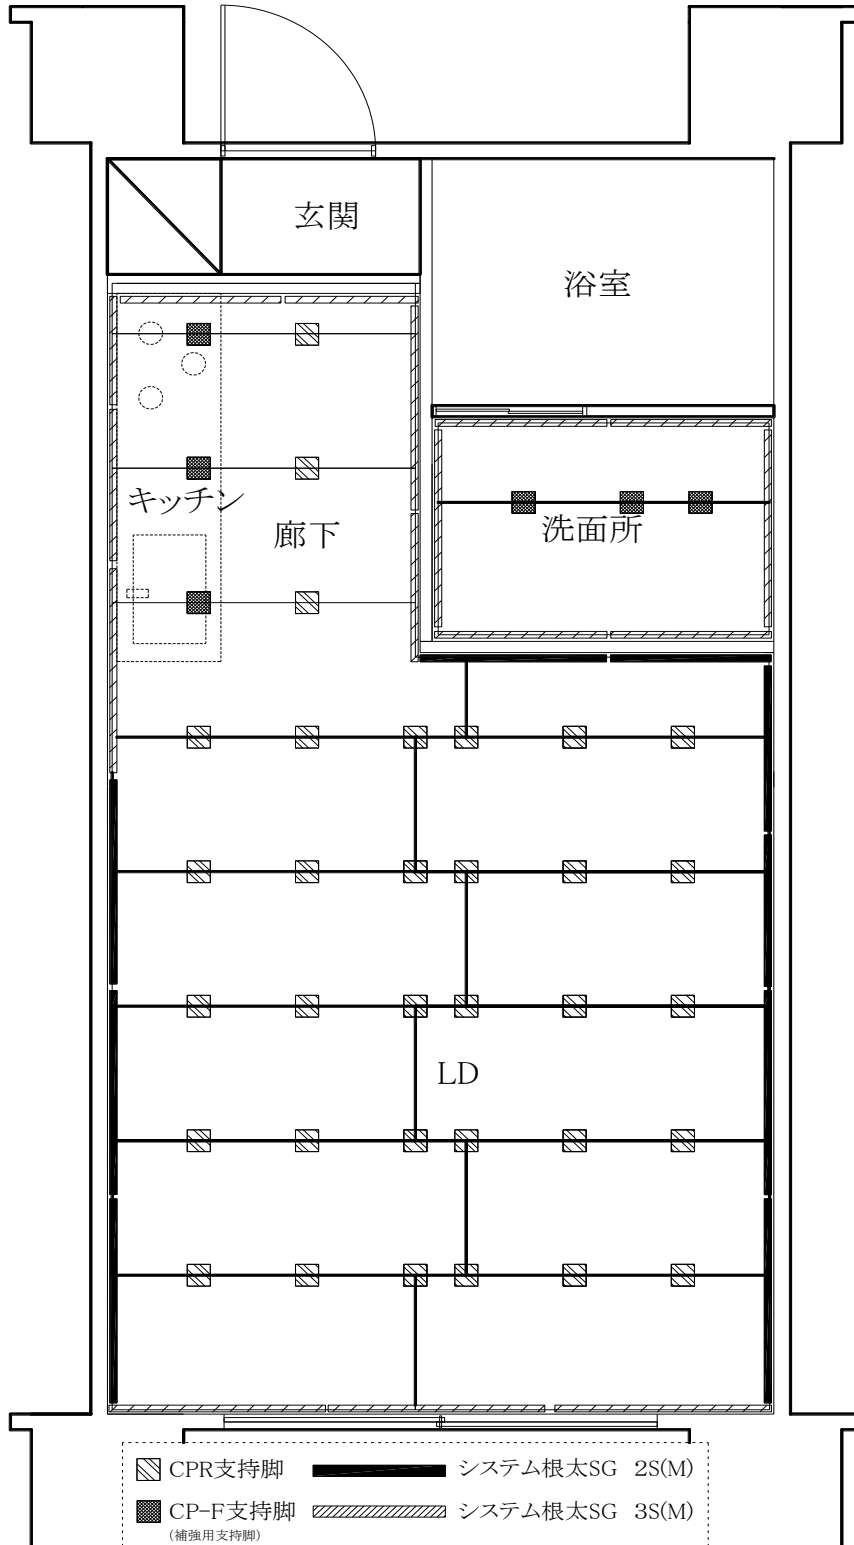 玄関
浴室
キッチン
廊下
洗面所
LD
CPR支持脚 システム根太SG 2S(M)
CP-F支持脚 システム根太SG 3S(M)
(補強用支持脚)